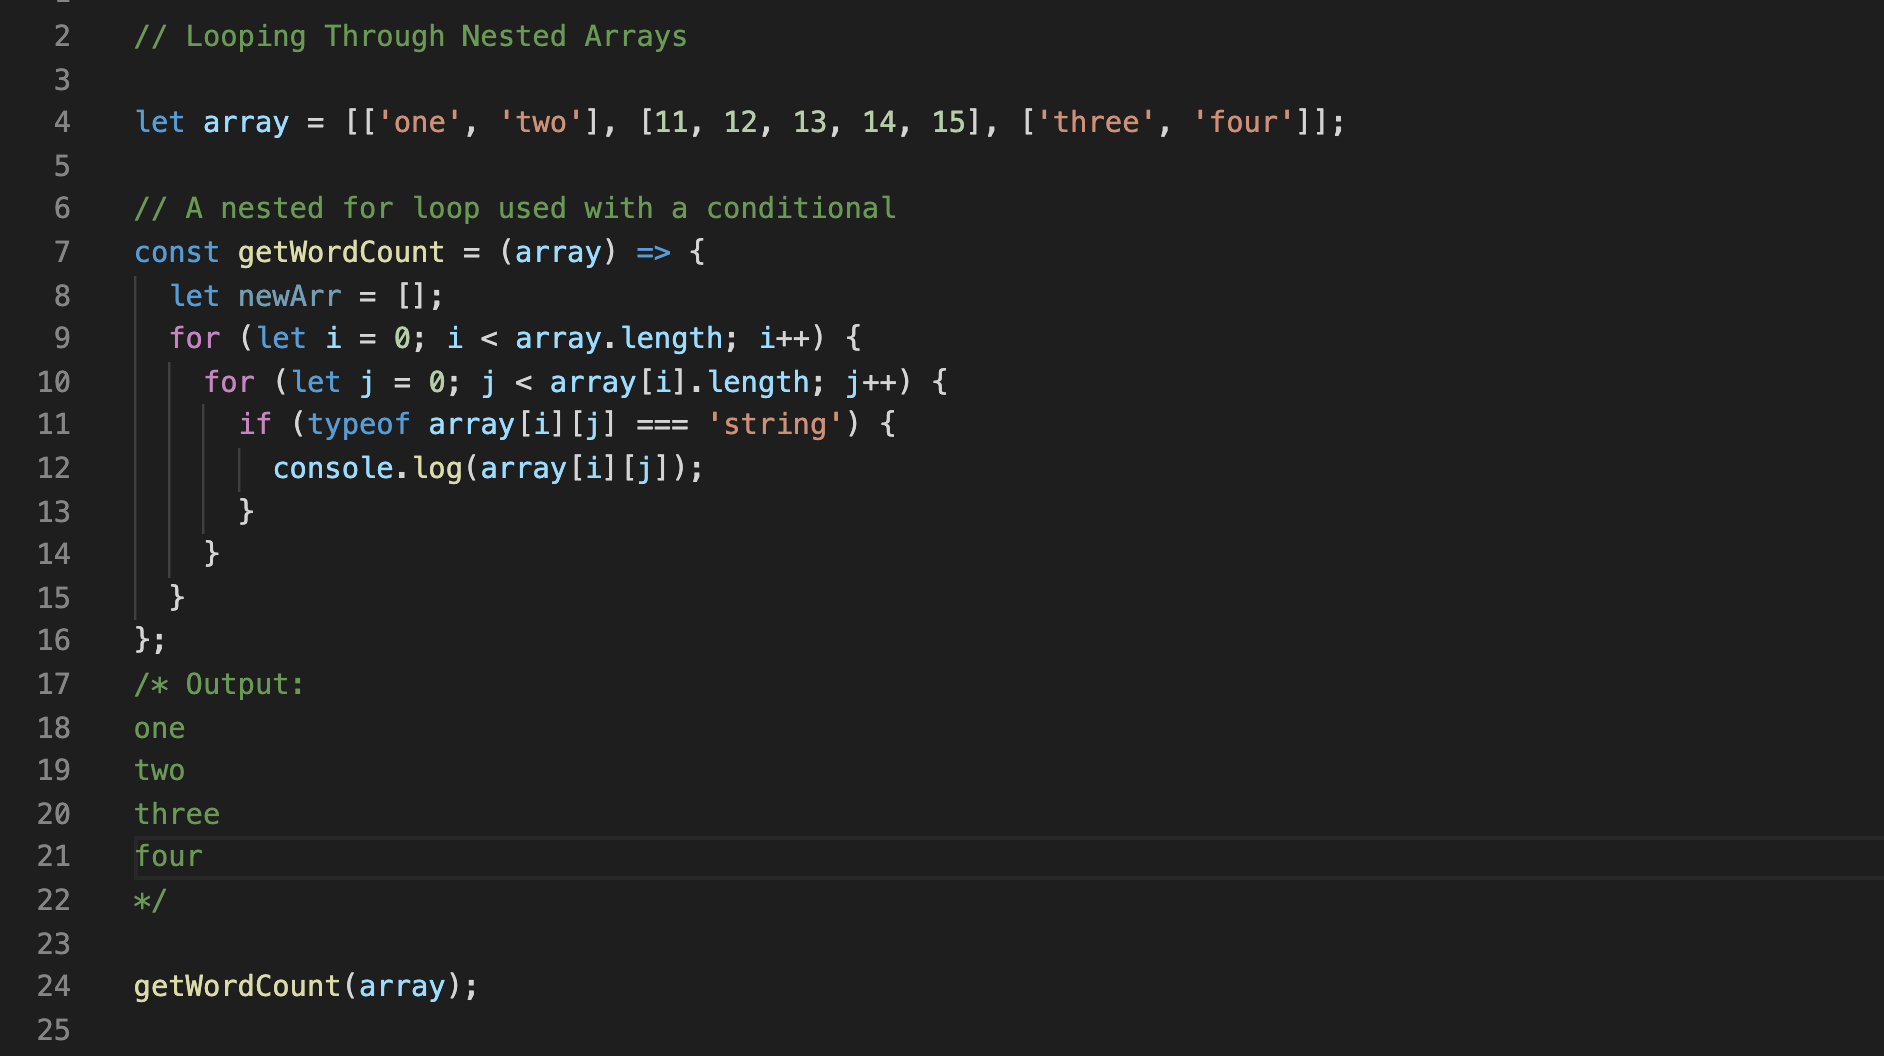 2 // Looping Through Nested Arrays
3
4 let array = [['one', 'two'], [11, 12, 13, 14, 15], ['three', 'four']];
5
6 // A nested for loop used with a conditional
7 const getWordCount = (array) => {
8   let newArr = [];
9   for (let i = 0; i < array.length; i++) {
10     for (let j = 0; j < array[i].length; j++) {
11       if (typeof array[i][j] === 'string') {
12         console.log(array[i][j]);
13       }
14     }
15   }
16 };
17 /* Output:
18 one
19 two
20 three
21 four
22 */
23
24 getWordCount(array);
25